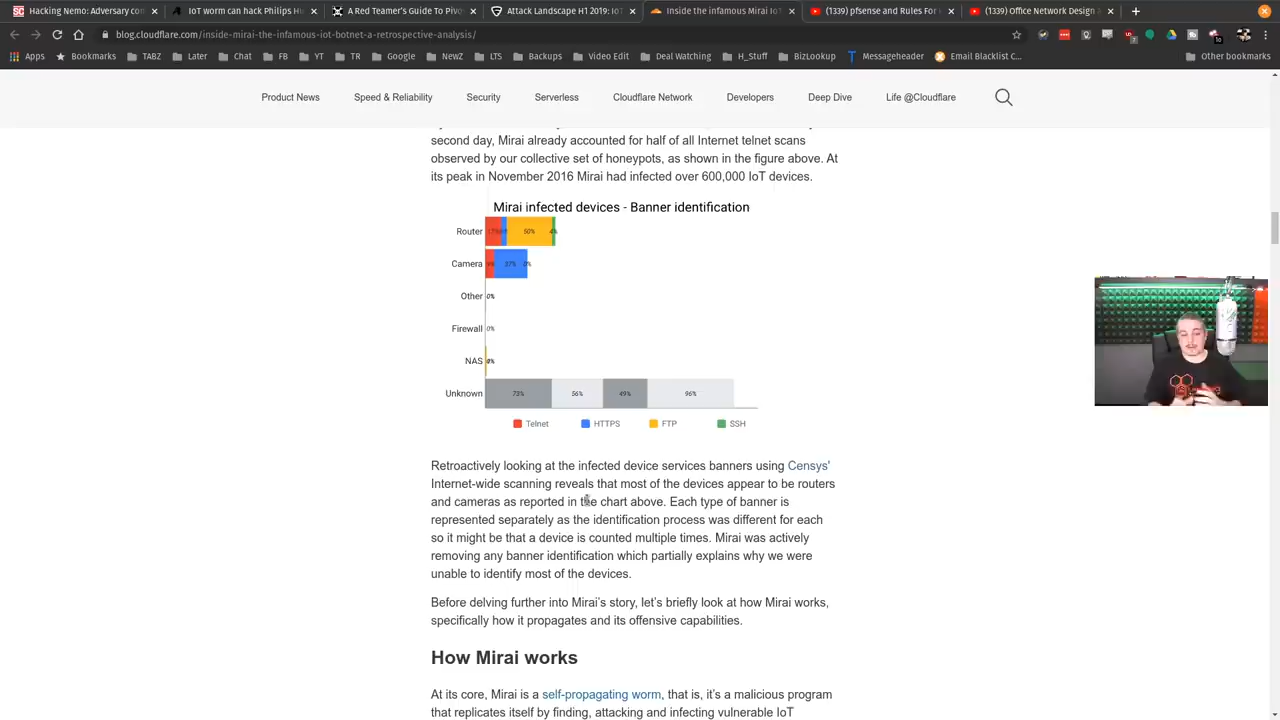 Hacking Nemo: Adversary con
IoT worm can hack Philips Hu
A Red Teamer's Guide To Pive
Attack Landscape H1 2019: IoT
Inside the infamous Mirai IoT
(1339) pfsense and Rules For
(1339) Office Network Design
blog.cloudflare.com/inside-mirai-the-infamous-iot-botnet-a-retrospective-analysis/
Apps Bookmarks TABZ Later Chat FB YT TR Google NewZ LTS Backups Video Edit Deal Watching H_Stuff BizLookup Messageheader Email Blacklist C... Other bookmarks
Product News Speed & Reliability Security Serverless Cloudflare Network Developers Deep Dive Life @Cloudflare
second day, Mirai already accounted for half of all Internet telnet scans
observed by our collective set of honeypots, as shown in the figure above. At
its peak in November 2016 Mirai had infected over 600,000 IoT devices.
Mirai infected devices - Banner identification
Router 50%
Camera 37%
Other 0%
Firewall 0%
NAS
Unknown 73% 56% 49% 96%
Telnet HTTPS FTP SSH
Retroactively looking at the infected device services banners using Censys'
Internet-wide scanning reveals that most of the devices appear to be routers
and cameras as reported in the chart above. Each type of banner is
represented separately as the identification process was different for each
so it might be that a device is counted multiple times. Mirai was actively
removing any banner identification which partially explains why we were
unable to identify most of the devices.
Before delving further into Mirai's story, let's briefly look at how Mirai works,
specifically how it propagates and its offensive capabilities.
How Mirai works
At its core, Mirai is a self-propagating worm, that is, it's a malicious program
that replicates itself by finding, attacking and infecting vulnerable IoT